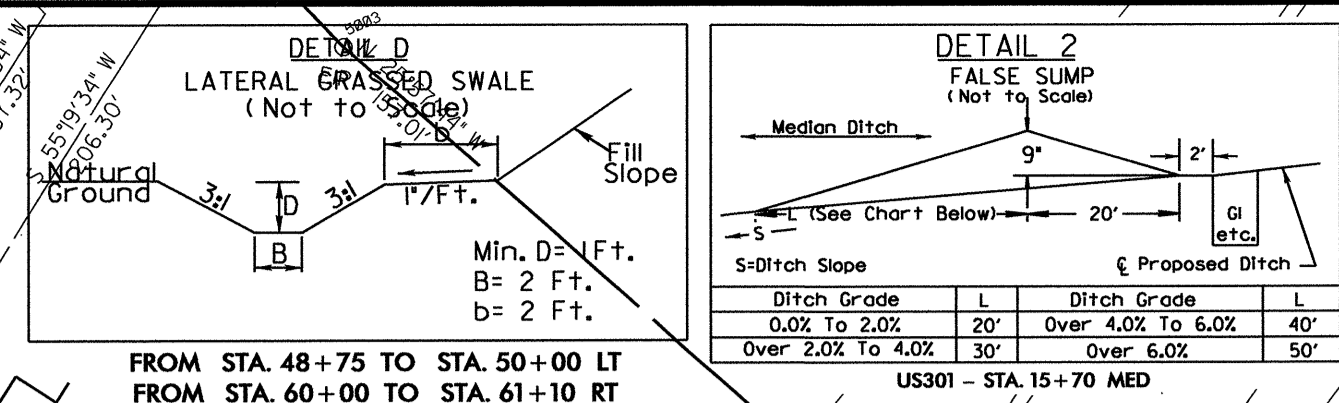 DETAIL D
LATERAL GRASSED SWALE
(Not to Scale)
S 55°19'34" W
806.30'
5003
b
Natural
Ground
3:1
D
3:1
1"/Ft.
Fill
Slope
B
Min. D= 1Ft.
B= 2 Ft.
b= 2 Ft.
FROM STA. 48+75 TO STA. 50+00 LT
FROM STA. 60+00 TO STA. 61+10 RT
DETAIL 2
FALSE SUMP
(Not to Scale)
Median Ditch
9"
2'
L (See Chart Below)
20'
GI
etc.
S
S=Ditch Slope
℄ Proposed Ditch
Ditch Grade L Ditch Grade L
0.0% To 2.0% 20' Over 4.0% To 6.0% 40'
Over 2.0% To 4.0% 30' Over 6.0% 50'
US301 – STA. 15+70 MED